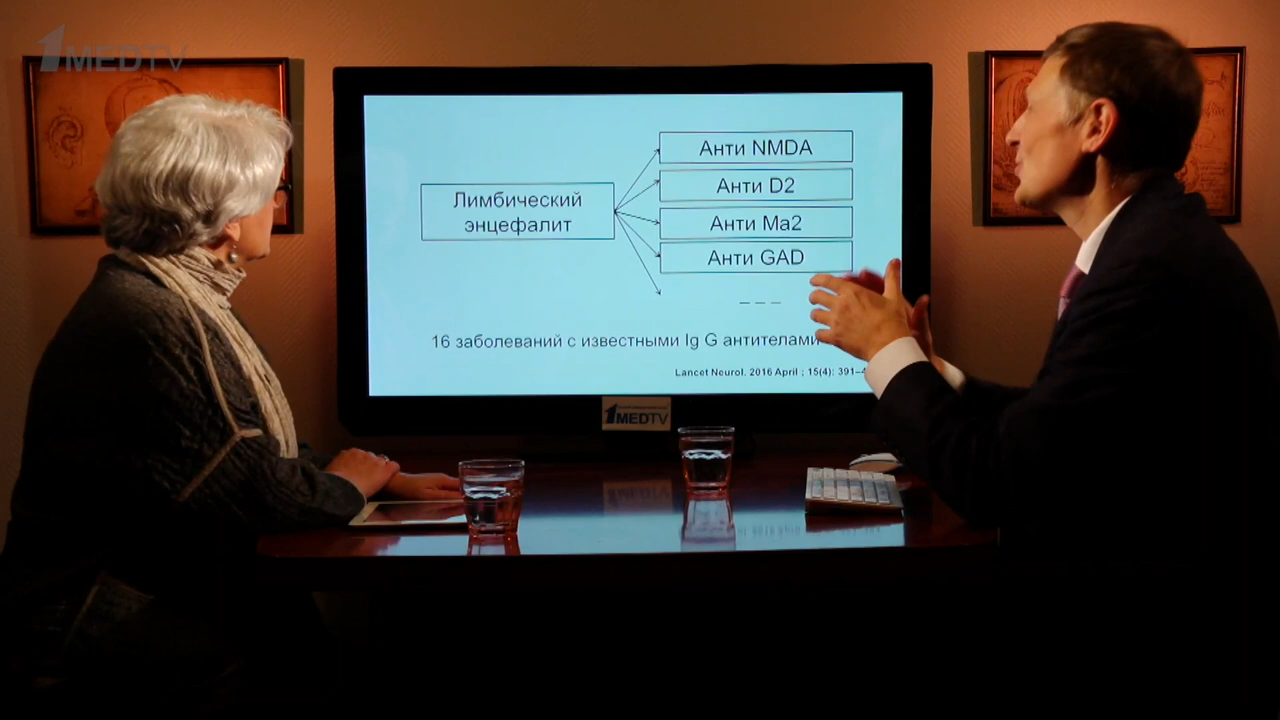 1MEDTV
Лимбический
энцефалит
Анти NMDA
Анти D2
Анти Ma2
Анти GAD
_ _ _
16 заболеваний с известными Ig G антителами
Lancet Neurol. 2016 April ; 15(4): 391–
1MEDTV